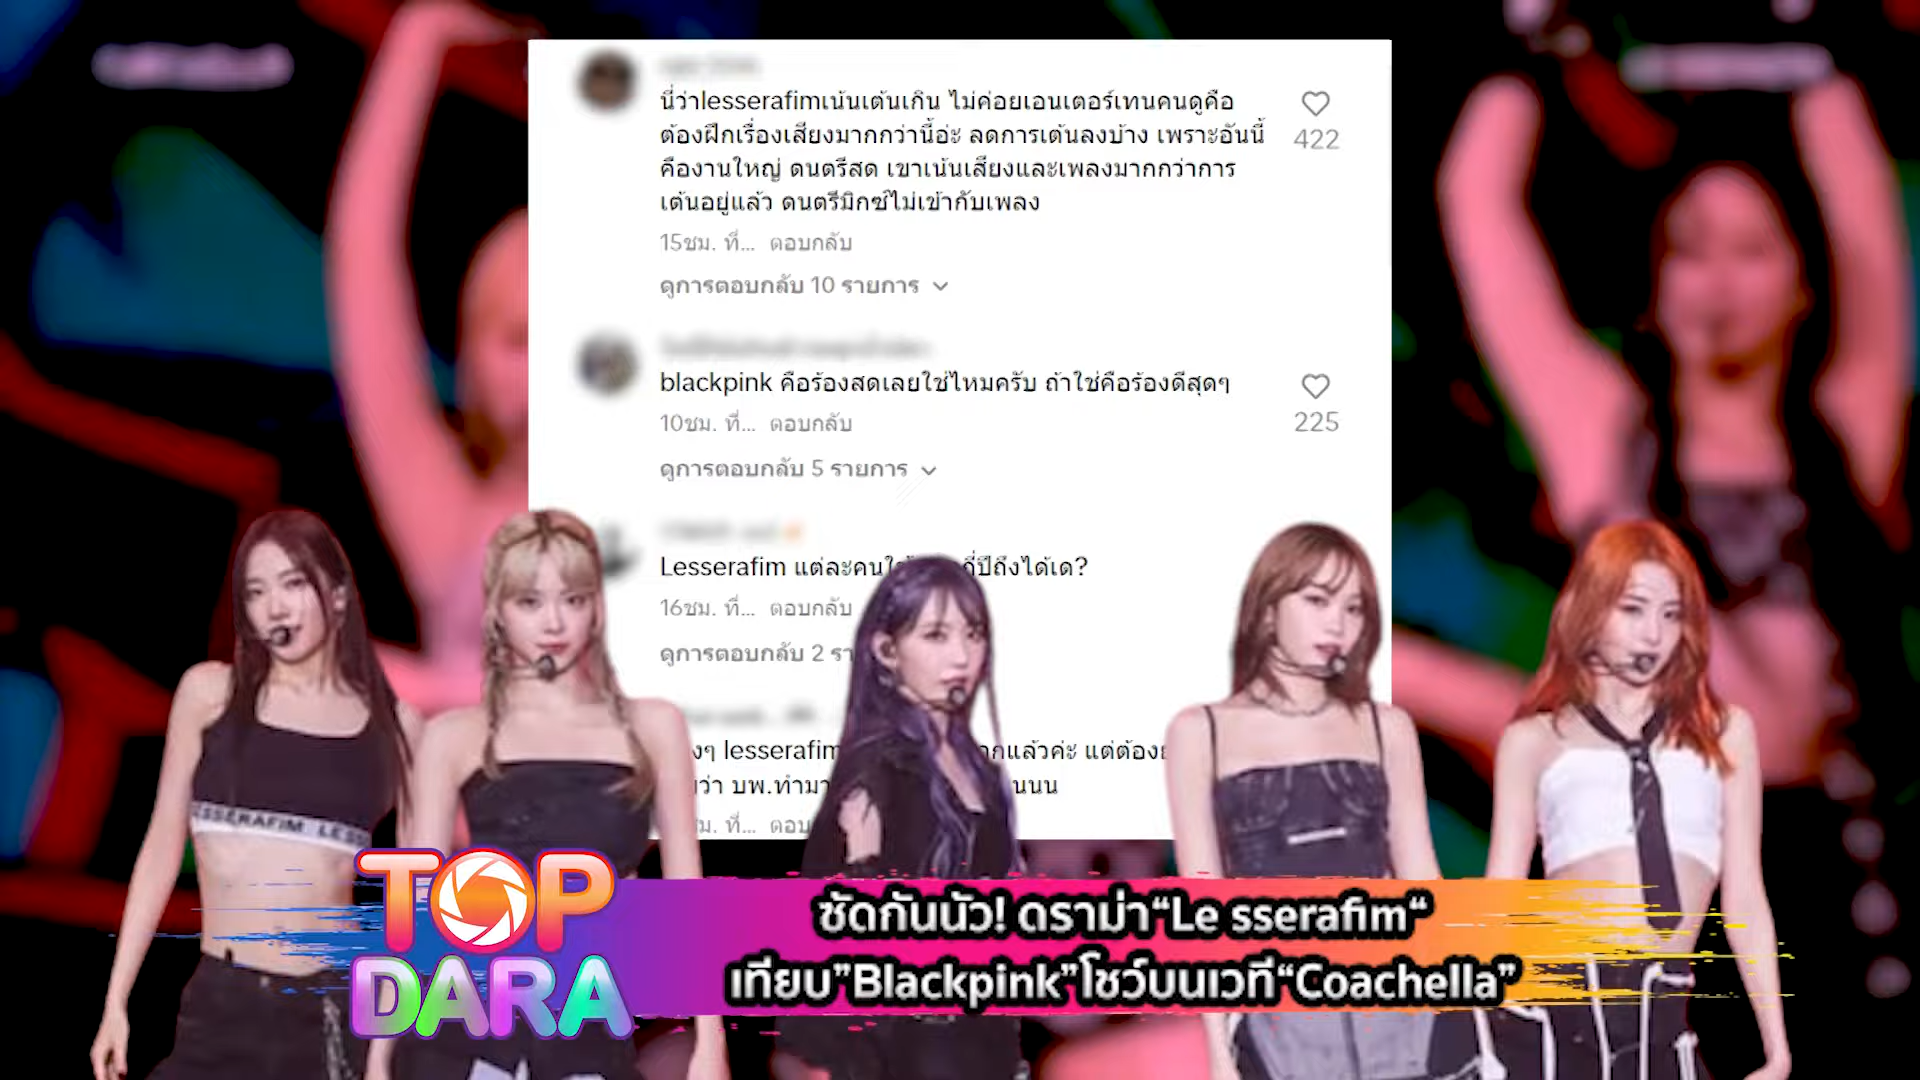 นี่ว่าlesserafimเน้นเต้นเกิน ไม่ค่อยเอนเตอร์เทนคนดูคือ
ต้องฝึกเรื่องเสียงมากกว่านี้อ่ะ ลดการเต้นลงบ้าง เพราะอันนี้
คืองานใหญ่ ดนตรีสด เขาเน้นเสียงและเพลงมากกว่าการ
เต้นอยู่แล้ว ดนตรีมิกซ์ไม่เข้ากับเพลง
422
15ชม. ที่... ตอบกลับ
ดูการตอบกลับ 10 รายการ
blackpink คือร้องสดเลยใช่ไหมครับ ถ้าใช่คือร้องดีสุดๆ
225
10ชม. ที่... ตอบกลับ
ดูการตอบกลับ 5 รายการ
Lesserafim แต่ละคน กี่ปีถึงได้เด?
16ชม. ที่... ตอบกลับ
ดูการตอบกลับ 2
lesserafim แล้วค่ะ แต่ต้อง
ว่า บพ.ทำมา
ที่...
LESSERAFIM
TOP
DARA
ซัดกันนัว! ดราม่า“Le sserafim“
เทียบ”Blackpink”โชว์บนเวที“Coachella”